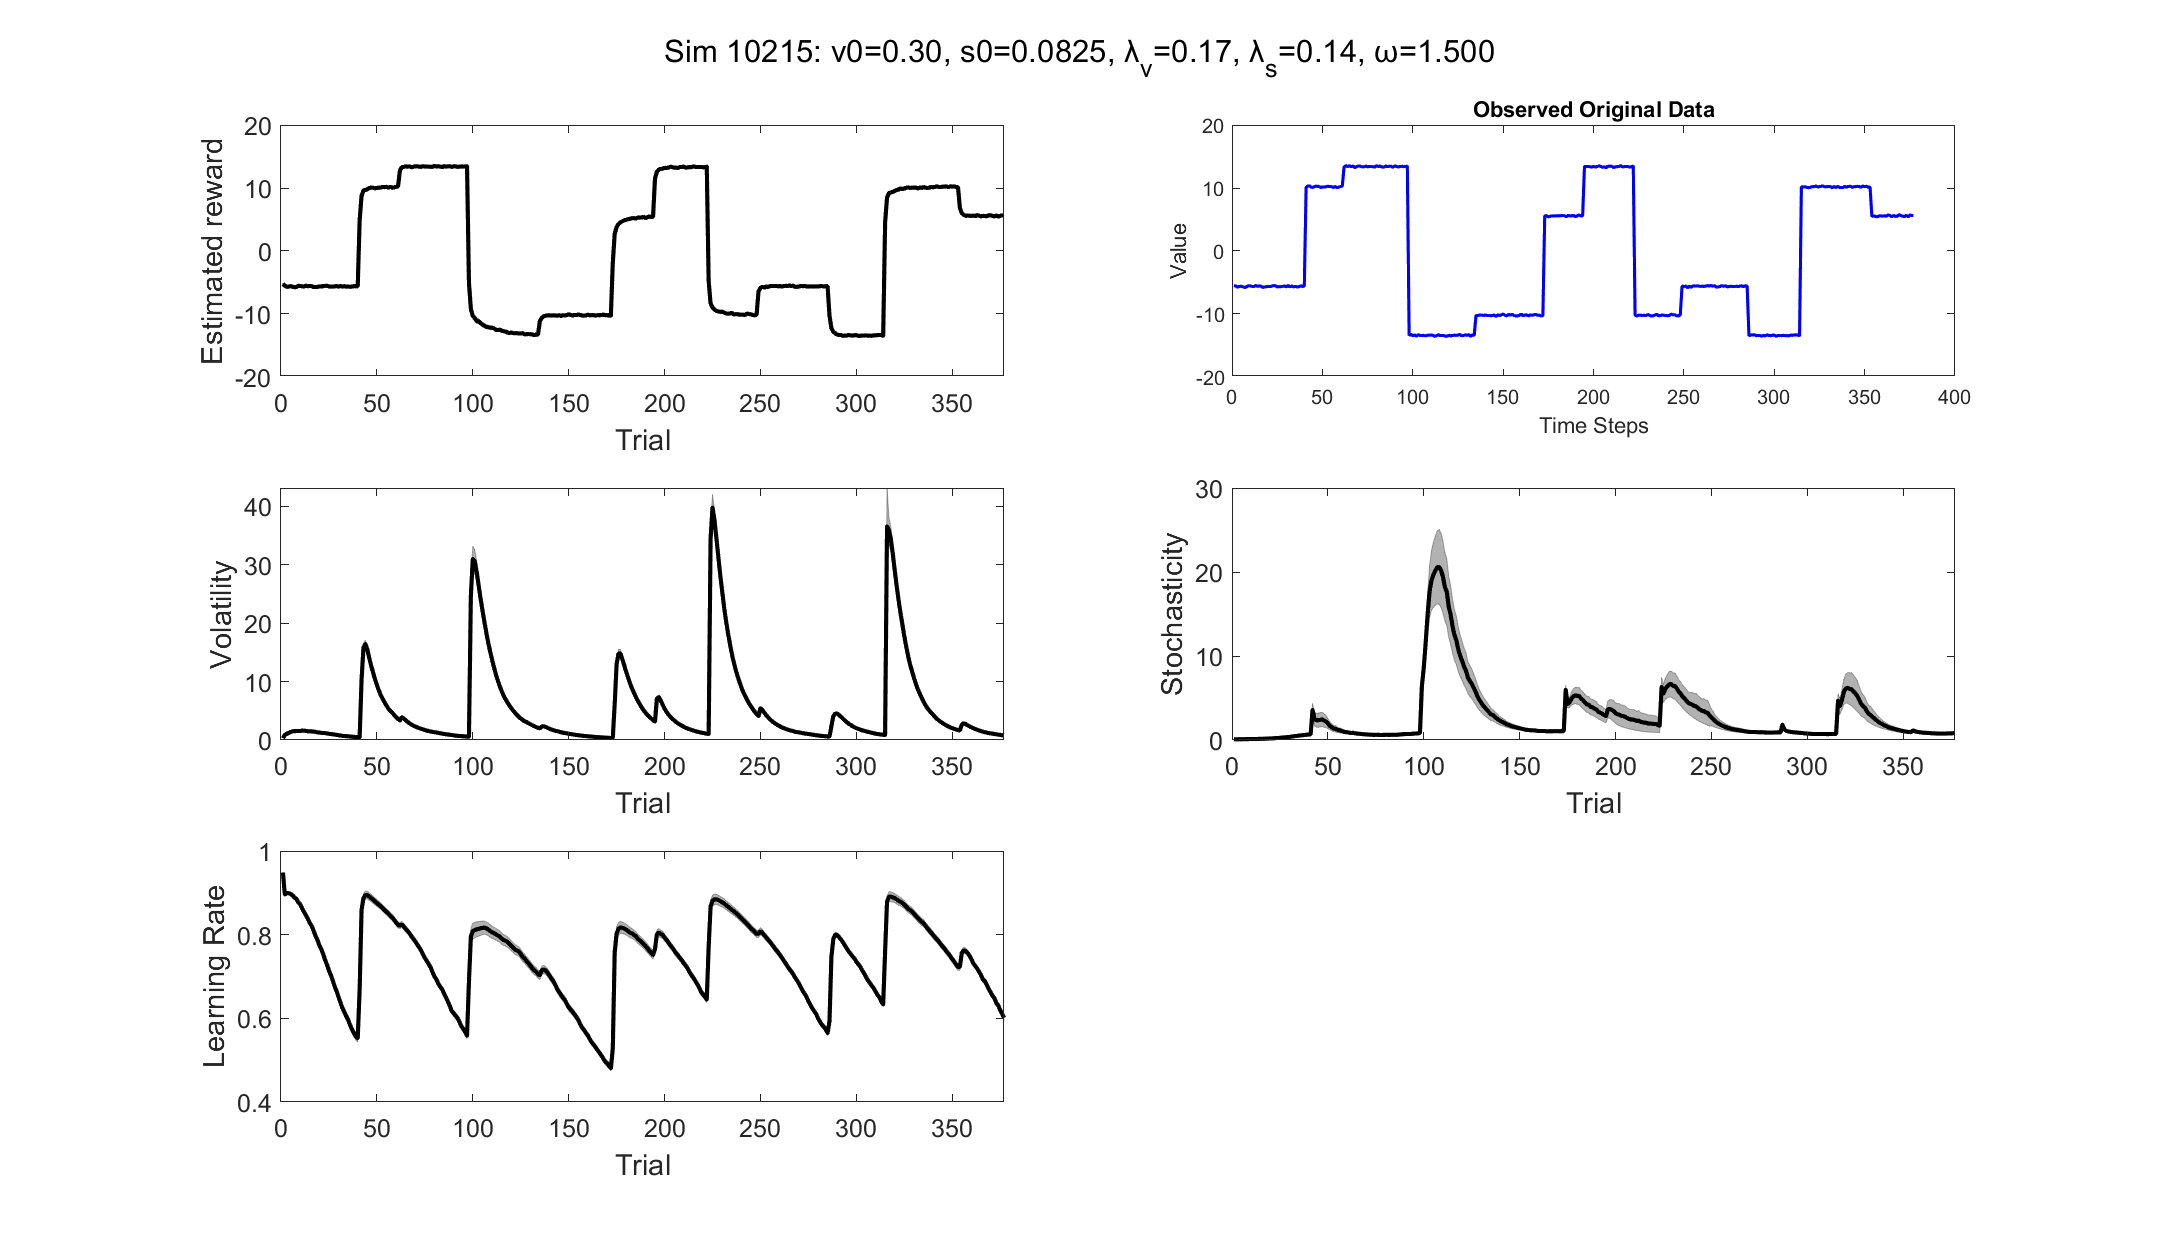 Sim 10215: v0=0.30, s0=0.0825, λv=0.17, λs=0.14, ω=1.500
Estimated reward
20
10
0
-10
-20
0 50 100 150 200 250 300 350
Trial
Observed Original Data
Value
20
10
0
-10
-20
0 50 100 150 200 250 300 350 400
Time Steps
Volatility
40
30
20
10
0
0 50 100 150 200 250 300 350
Trial
Stochasticity
30
20
10
0
0 50 100 150 200 250 300 350
Trial
Learning Rate
1
0.8
0.6
0.4
0 50 100 150 200 250 300 350
Trial